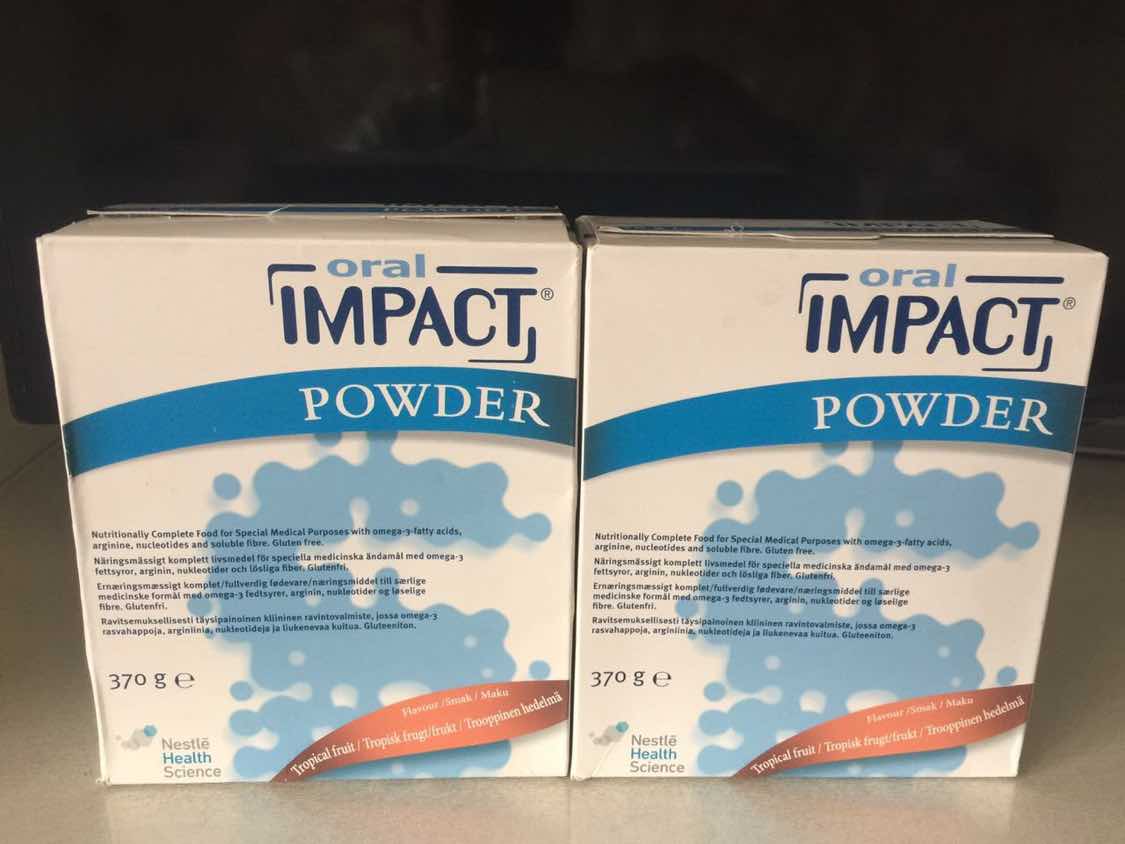 oral
IMPACT®
POWDER
Nutritionally Complete Food for Special Medical Purposes with omega-3-fatty acids,
arginine, nucleotides and soluble fibre. Gluten free.
Näringsmässigt komplett livsmedel för speciella medicinska ändamål med omega-3
fettsyror, arginin, nukleotider och lösliga fiber. Glutenfri.
Ernæringsmæssigt komplet/fullverdig fødevare/næringsmiddel till særlige
medicinske formål med omega-3 fedtsyrer, arginin, nukleotider og løselige
fibre. Glutenfri.
Ravitsemuksellisesti täysipainoinen kliininen ravintovalmiste, jossa omega-3
rasvahappoja, arginiinia, nukleotideja ja liukenevaa kuitua. Gluteeniton.
370 g ℮
Flavour /Smak / Maku
Tropical fruit / Tropisk frugt/frukt / Trooppinen hedelmä
Nestlé
Health
Science
oral
IMPACT®
POWDER
Nutritionally Complete Food for Special Medical Purposes with omega-3-fatty acids,
arginine, nucleotides and soluble fibre. Gluten free.
Näringsmässigt komplett livsmedel för speciella medicinska ändamål med omega-3
fettsyror, arginin, nukleotider och lösliga fiber. Glutenfri.
Ernæringsmæssigt komplet/fullverdig fødevare/næringsmiddel till særlige
medicinske formål med omega-3 fedtsyrer, arginin, nukleotider og løselige
fibre. Glutenfri.
Ravitsemuksellisesti täysipainoinen kliininen ravintovalmiste, jossa omega-3
rasvahappoja, arginiinia, nukleotideja ja liukenevaa kuitua. Gluteeniton.
370 g ℮
Flavour /Smak / Maku
Tropical fruit / Tropisk frugt/frukt / Trooppinen hedelmä
Nestlé
Health
Science